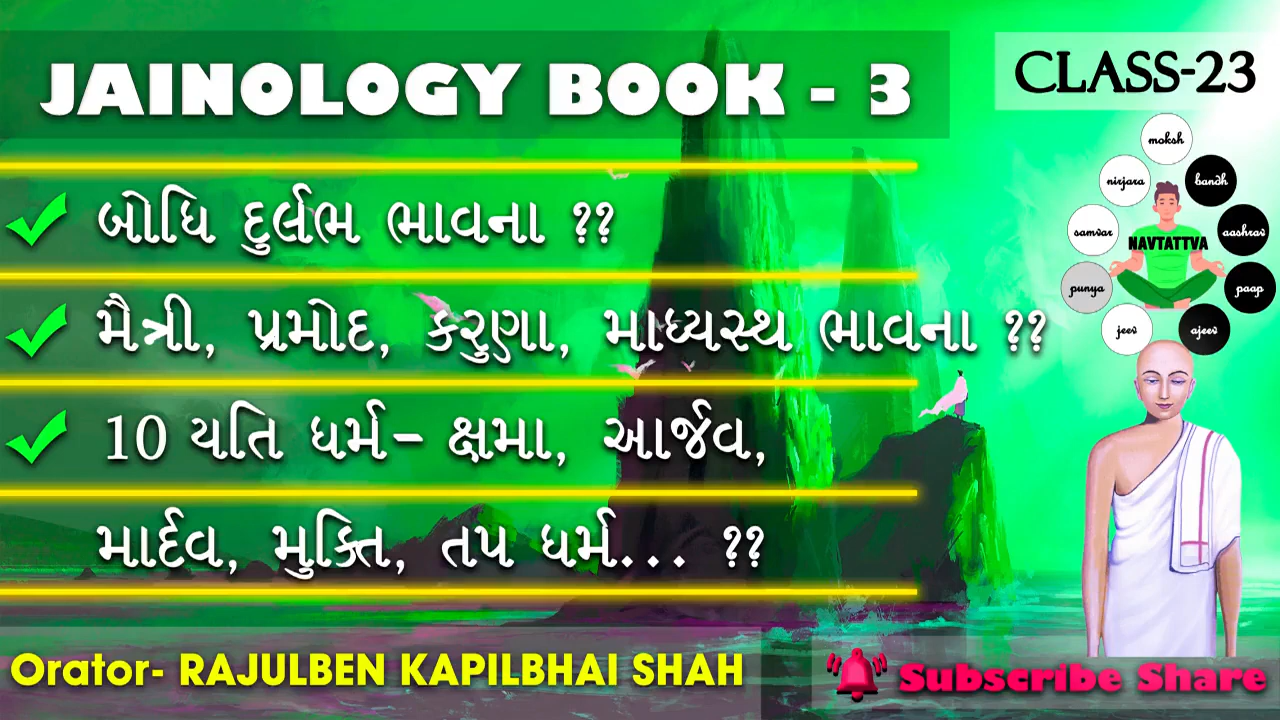 JAINOLOGY BOOK - 3
CLASS-23
બોધિ દુર્લભ ભાવના ??
મૈત્રી, પ્રમોદ, કરુણા, માધ્યસ્થ ભાવના ??
10 યતિ ધર્મ- ક્ષમા, આર્જવ,
માર્દવ, મુક્તિ, તપ ધર્મ... ??
moksh
nirjara
bandh
samvar
NAVTATTVA
aashrav
punya
paap
jeev
ajeev
Orator- RAJULBEN KAPILBHAI SHAH
Subscribe Share